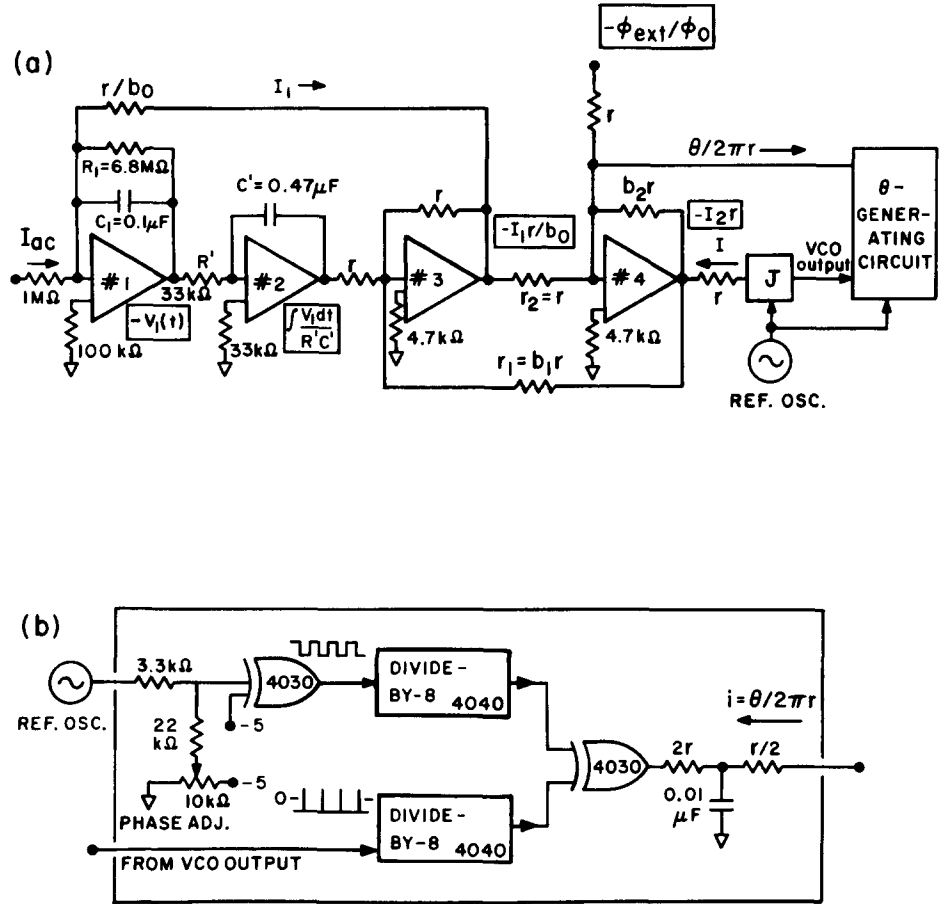 (a)
-ϕext/ϕ0
r/b0
I1 →
r
θ/2πr →
R1=6.8MΩ
C'=0.47μF
r
b2r
θ-
GENER-
ATING
CIRCUIT
C1=0.1μF
-I1r/b0
-I2r
Iac
→
R'
r
I
←
VCO
output
#1
#2
#3
#4
J
1MΩ
33kΩ
r2=r
r
-V1(t)
∫V1dt/R'C'
100kΩ
33kΩ
4.7kΩ
4.7kΩ
r1=b1r
REF. OSC.
(b)
3.3kΩ
4030
DIVIDE-
BY-8
4040
i=θ/2πr
REF. OSC.
22
kΩ
-5
4030
2r
r/2
-5
10kΩ
0-
-
0.01
μF
PHASE ADJ.
DIVIDE-
BY-8
4040
FROM VCO OUTPUT